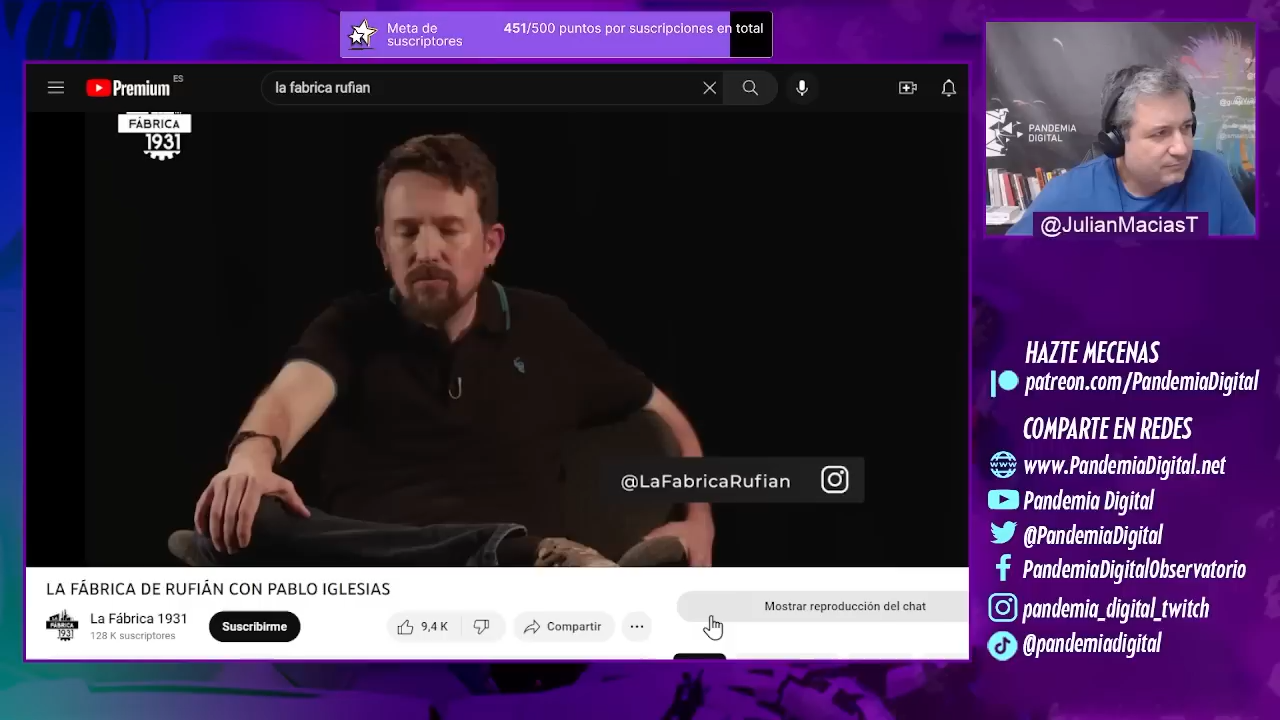 Meta de
suscriptores
451/500 puntos por suscripciones en total
Premium ES
la fabrica rufian
FÁBRICA
1931
@LaFabricaRufian
LA FÁBRICA DE RUFIÁN CON PABLO IGLESIAS
FÁBRICA
1931
La Fábrica 1931
128 K suscriptores
Suscribirme
9,4 K
Compartir
Mostrar reproducción del chat
PANDEMIA
DIGITAL
@JulianMaciasT
HAZTE MECENAS
patreon.com/PandemiaDigital
COMPARTE EN REDES
www.PandemiaDigital.net
Pandemia Digital
@PandemiaDigital
PandemiaDigitalObservatorio
pandemia_digital_twitch
@pandemiadigital